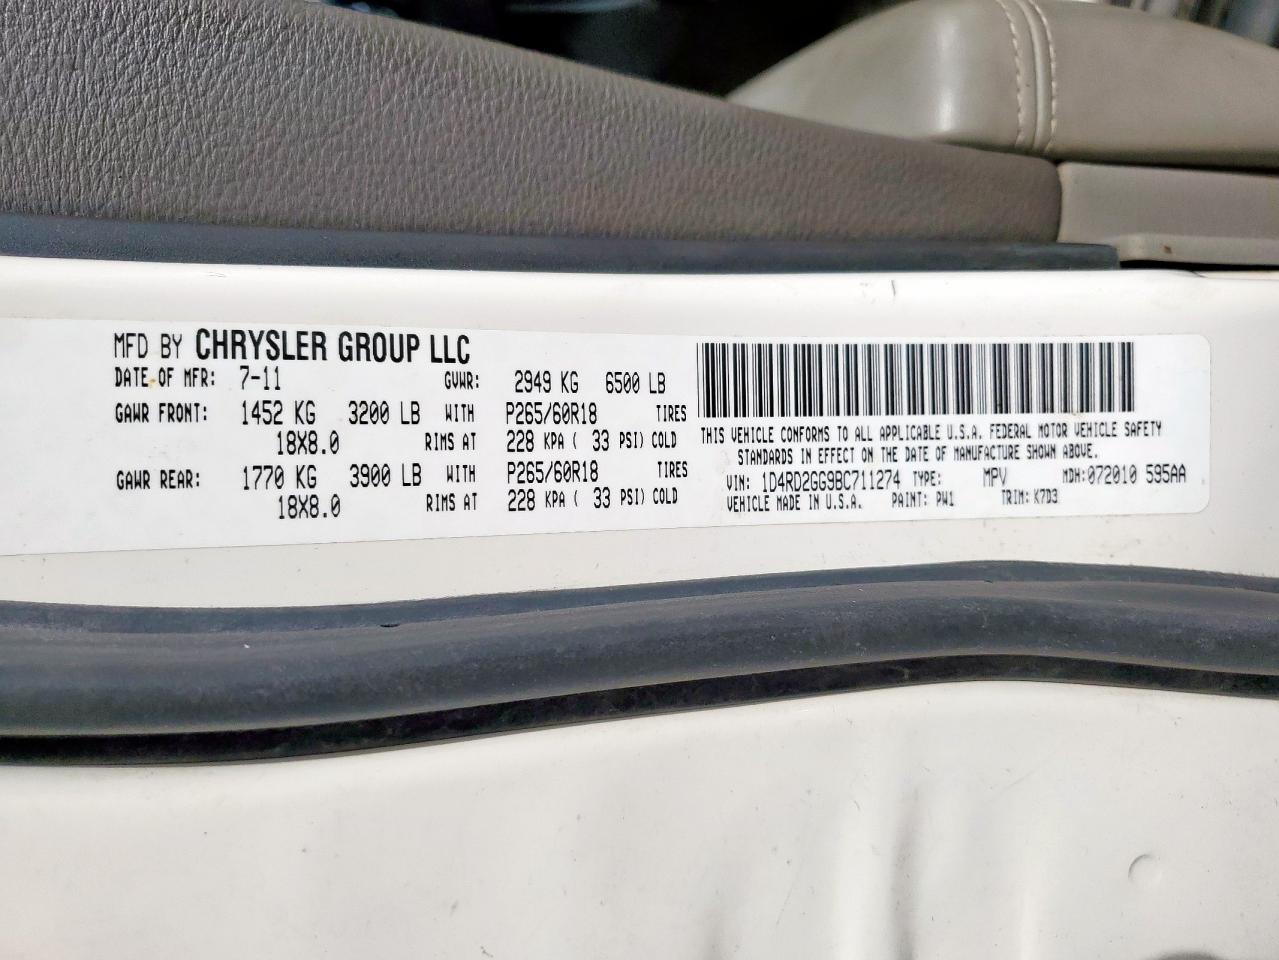 MFD BY CHRYSLER GROUP LLC
DATE OF MFR: 7-11 GVWR: 2949 KG 6500 LB
GAWR FRONT: 1452 KG 3200 LB WITH P265/60R18 TIRES
18X8.0 RIMS AT 228 KPA ( 33 PSI) COLD
GAWR REAR: 1770 KG 3900 LB WITH P265/60R18 TIRES
18X8.0 RIMS AT 228 KPA ( 33 PSI) COLD
THIS VEHICLE CONFORMS TO ALL APPLICABLE U.S.A. FEDERAL MOTOR VEHICLE SAFETY
STANDARDS IN EFFECT ON THE DATE OF MANUFACTURE SHOWN ABOVE.
VIN: 1D4RD2GG9BC711274 TYPE: MPV MDH:072010 595AA
VEHICLE MADE IN U.S.A. PAINT: PW1 TRIM: K7D3